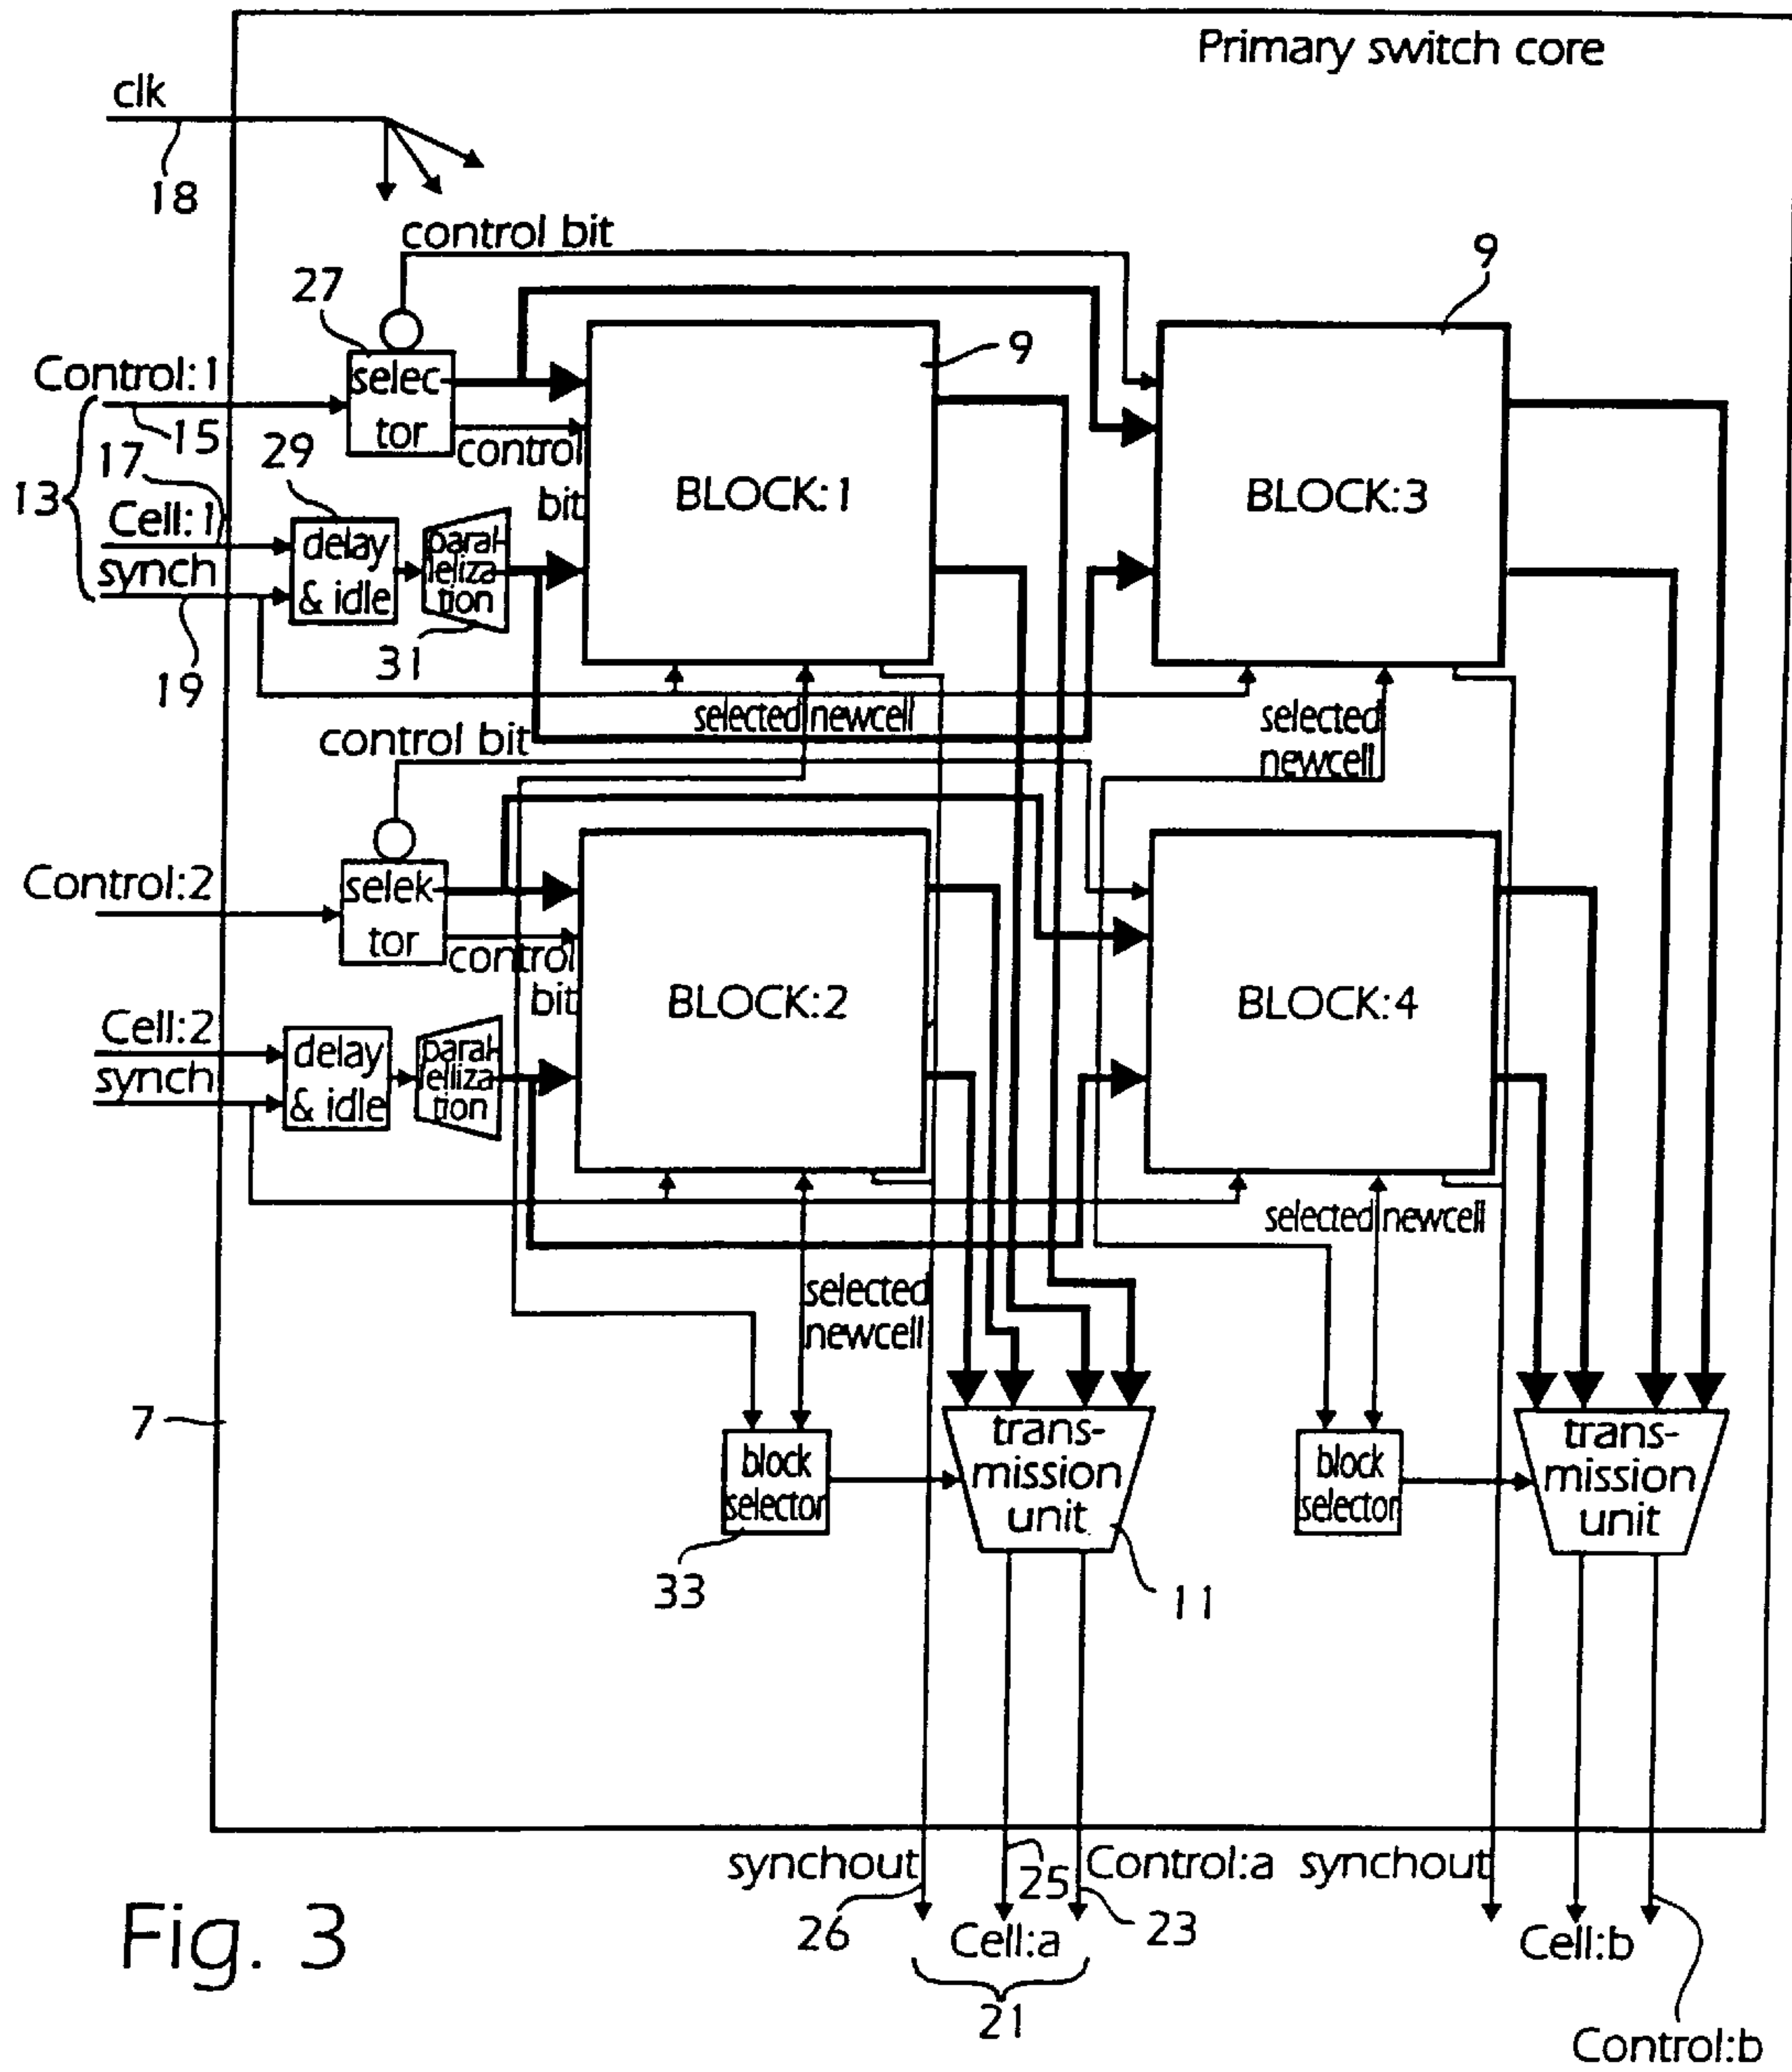 Primary switch core
clk
18
control bit
27
9
9
Control:1
selec-
tor
15
control
bit
17
29
13
Cell:1
synch
delay
& idle
paral-
leliza
tion
31
19
BLOCK:1
BLOCK:3
selected newcell
selected
newcell
control bit
Control:2
selek-
tor
control
bit
Cell:2
synch
delay
& idle
paral-
lelliza
tion
BLOCK:2
BLOCK:4
selected newcell
selected
newcell
7
block
selector
33
trans-
mission
unit
11
block
selector
trans-
mission
unit
synchout
26
25
Control:a
23
synchout
Cell:a
21
Cell:b
Control:b
Fig. 3